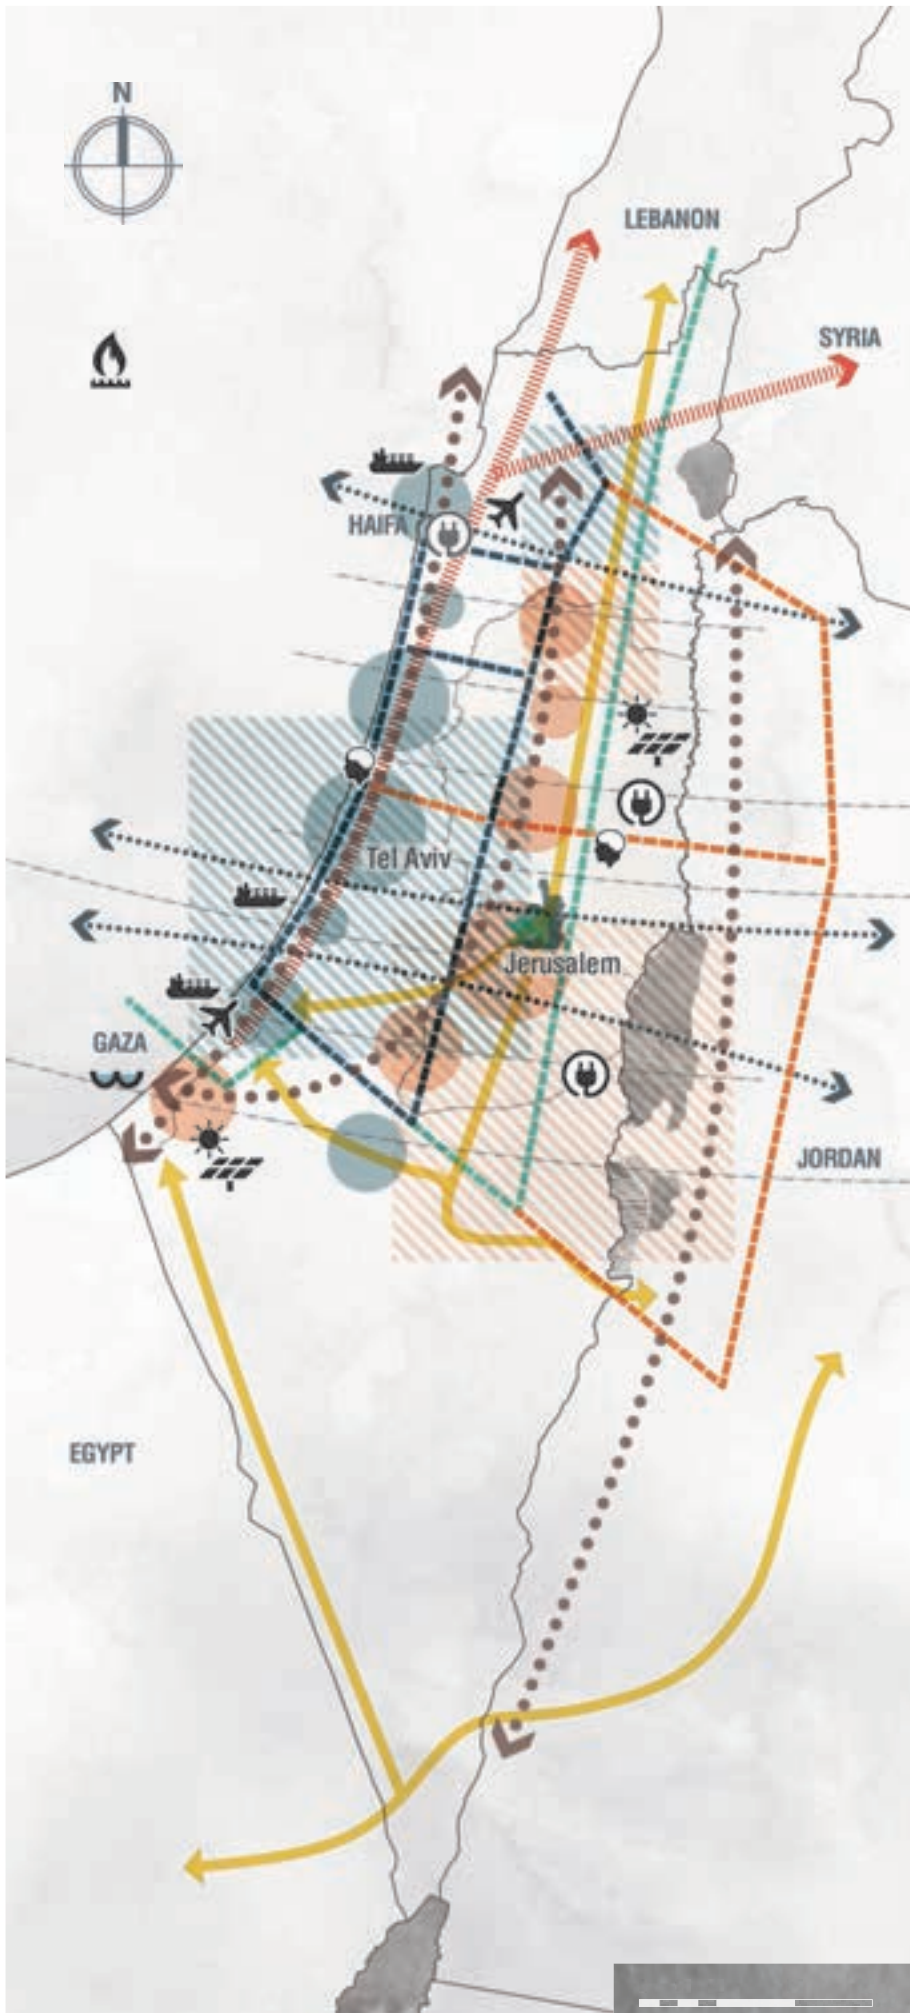 N
LEBANON
SYRIA
HAIFA
Tel Aviv
Jerusalem
GAZA
JORDAN
EGYPT